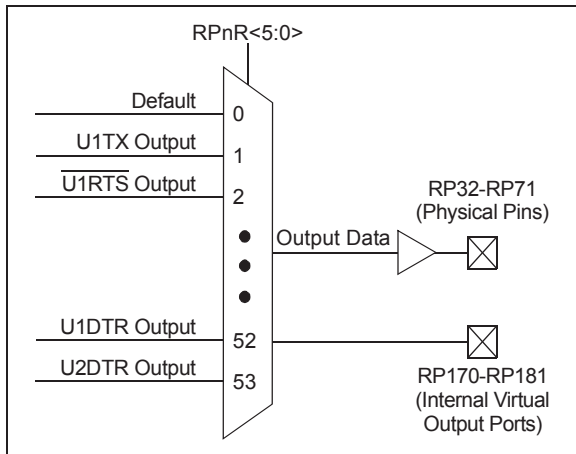 RPnR<5:0>
Default
0
U1TX Output
1
U1RTS Output
2
RP32-RP71
(Physical Pins)
Output Data
U1DTR Output
52
U2DTR Output
53
RP170-RP181
(Internal Virtual
Output Ports)